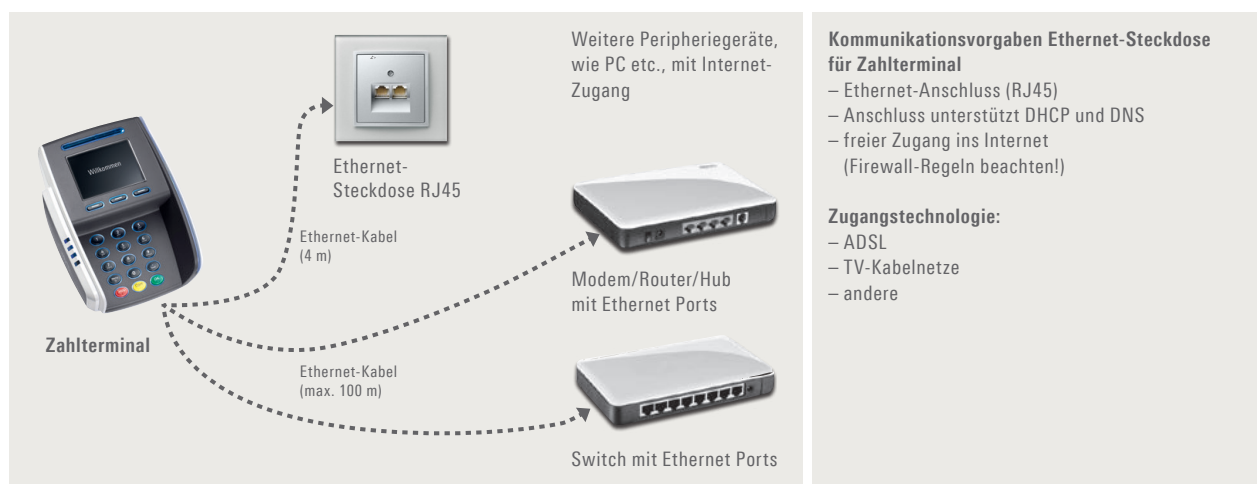 Weitere Peripheriegeräte,
wie PC etc., mit Internet-
Zugang
Willkommen
Ethernet-
Steckdose RJ45
Ethernet-Kabel
(4 m)
Modem/Router/Hub
mit Ethernet Ports
Zahlterminal
Ethernet-Kabel
(max. 100 m)
Switch mit Ethernet Ports
Kommunikationsvorgaben Ethernet-Steckdose
für Zahlterminal
– Ethernet-Anschluss (RJ45)
– Anschluss unterstützt DHCP und DNS
– freier Zugang ins Internet
(Firewall-Regeln beachten!)
Zugangstechnologie:
– ADSL
– TV-Kabelnetze
– andere